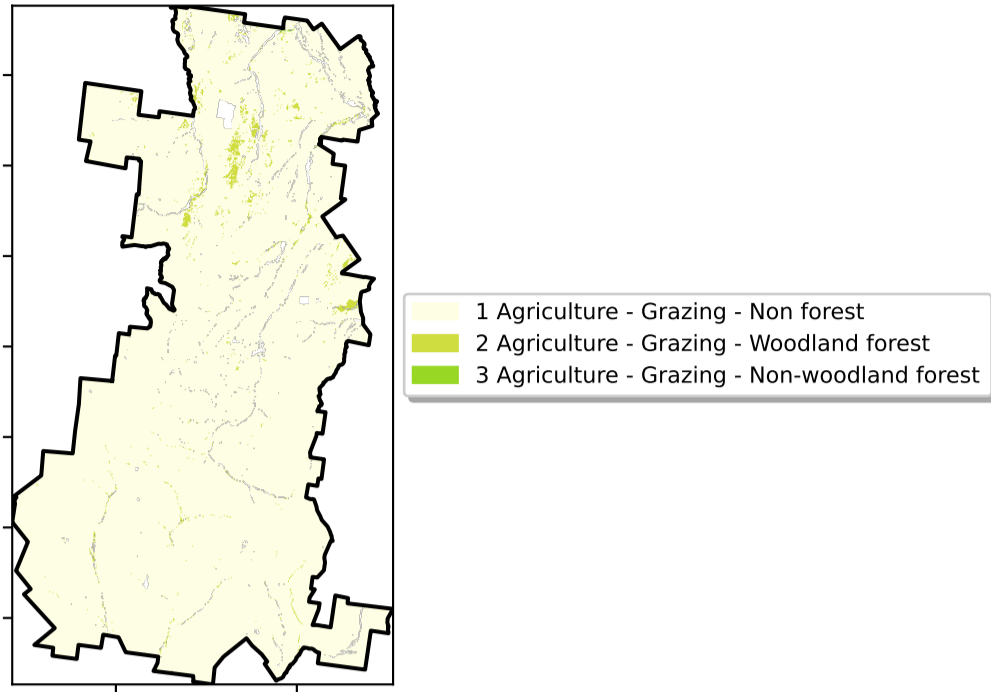 1 Agriculture - Grazing - Non forest
2 Agriculture - Grazing - Woodland forest
3 Agriculture - Grazing - Non-woodland forest